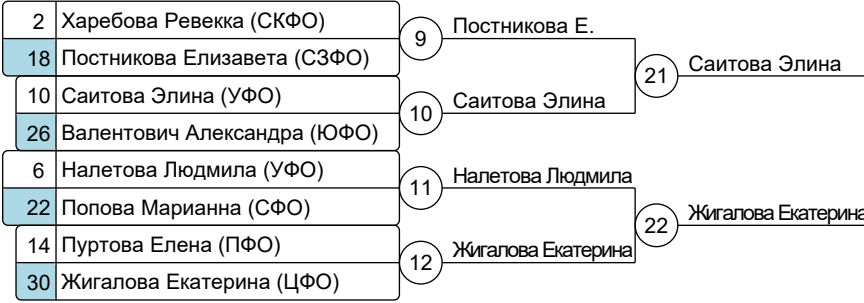 2 Харебова Ревекка (СКФО)
9 Постникова Е.
18 Постникова Елизавета (СЗФО)
21 Саитова Элина
10 Саитова Элина (УФО)
10 Саитова Элина
26 Валентович Александра (ЮФО)
6 Налетова Людмила (УФО)
11 Налетова Людмила
22 Попова Марианна (СФО)
22 Жигалова Екатерина
14 Пуртова Елена (ПФО)
12 Жигалова Екатерина
30 Жигалова Екатерина (ЦФО)